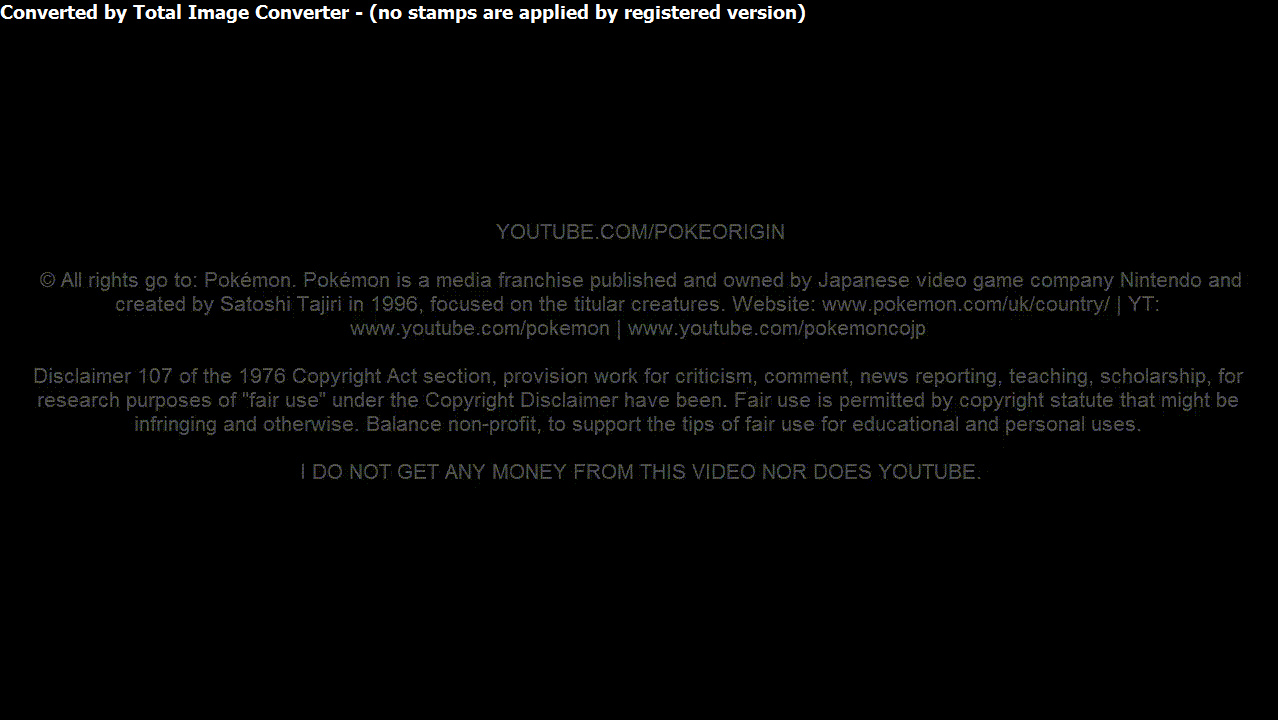 Converted by Total Image Converter - (no stamps are applied by registered version)
YOUTUBE.COM/POKEORIGIN
© All rights go to: Pokémon. Pokémon is a media franchise published and owned by Japanese video game company Nintendo and
created by Satoshi Tajiri in 1996, focused on the titular creatures. Website: www.pokemon.com/uk/country/ | YT:
www.youtube.com/pokemon | www.youtube.com/pokemoncojp
Disclaimer 107 of the 1976 Copyright Act section, provision work for criticism, comment, news reporting, teaching, scholarship, for
research purposes of "fair use" under the Copyright Disclaimer have been. Fair use is permitted by copyright statute that might be
infringing and otherwise. Balance non-profit, to support the tips of fair use for educational and personal uses.
I DO NOT GET ANY MONEY FROM THIS VIDEO NOR DOES YOUTUBE.